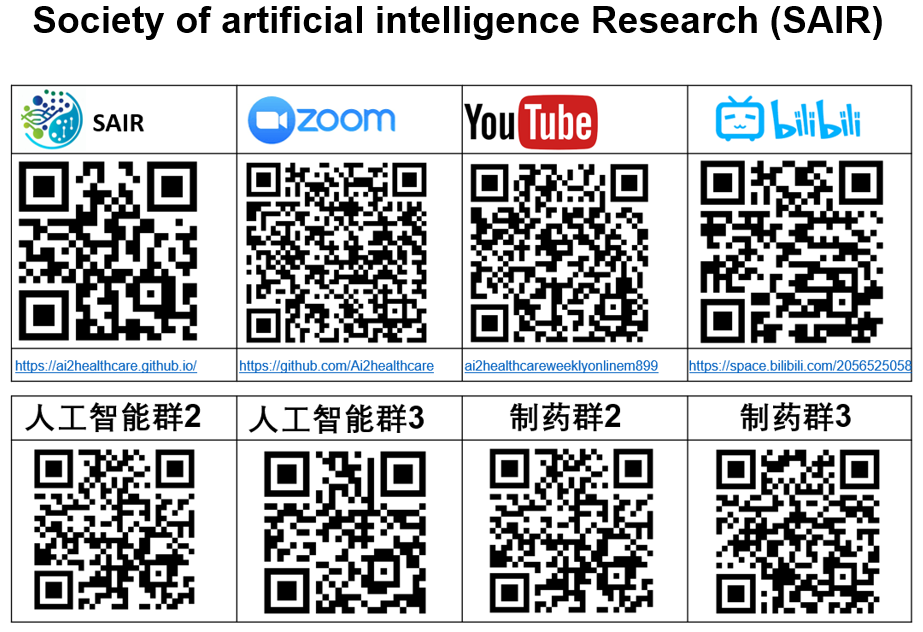 Society of artificial intelligence Research (SAIR)
SAIR
zoom
YouTube
bilibili
https://ai2healthcare.github.io/
https://github.com/Ai2healthcare
ai2healthcareweeklyonlinem899
https://space.bilibili.com/2056525058
人工智能群2
人工智能群3
制药群2
制药群3